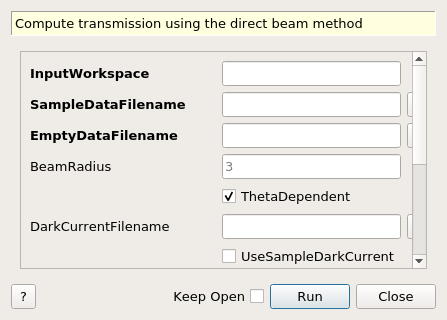 Compute transmission using the direct beam method
InputWorkspace
SampleDataFilename
EmptyDataFilename
BeamRadius 3
ThetaDependent
DarkCurrentFilename
UseSampleDarkCurrent
? Keep Open Run Close